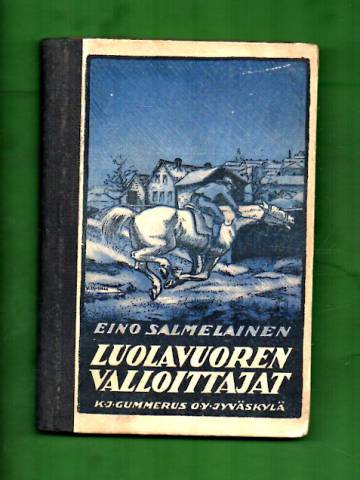 EINO SALMELAINEN
LUOLAVUOREN
VALLOITTAJAT
K·J·GUMMERUS O·Y·JYVÄSKYLÄ